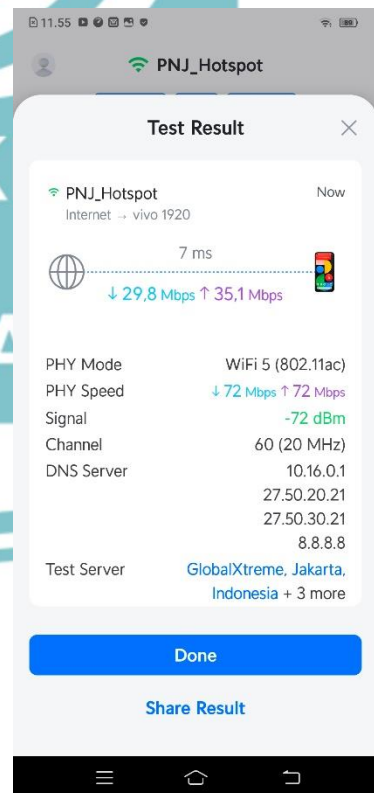 11.55
89
PNJ_Hotspot
Test Result
PNJ_Hotspot Now
Internet → vivo 1920
7 ms
↓ 29,8 Mbps ↑ 35,1 Mbps
PHY Mode WiFi 5 (802.11ac)
PHY Speed ↓ 72 Mbps ↑ 72 Mbps
Signal -72 dBm
Channel 60 (20 MHz)
DNS Server 10.16.0.1
27.50.20.21
27.50.30.21
8.8.8.8
Test Server GlobalXtreme, Jakarta,
Indonesia + 3 more
Done
Share Result